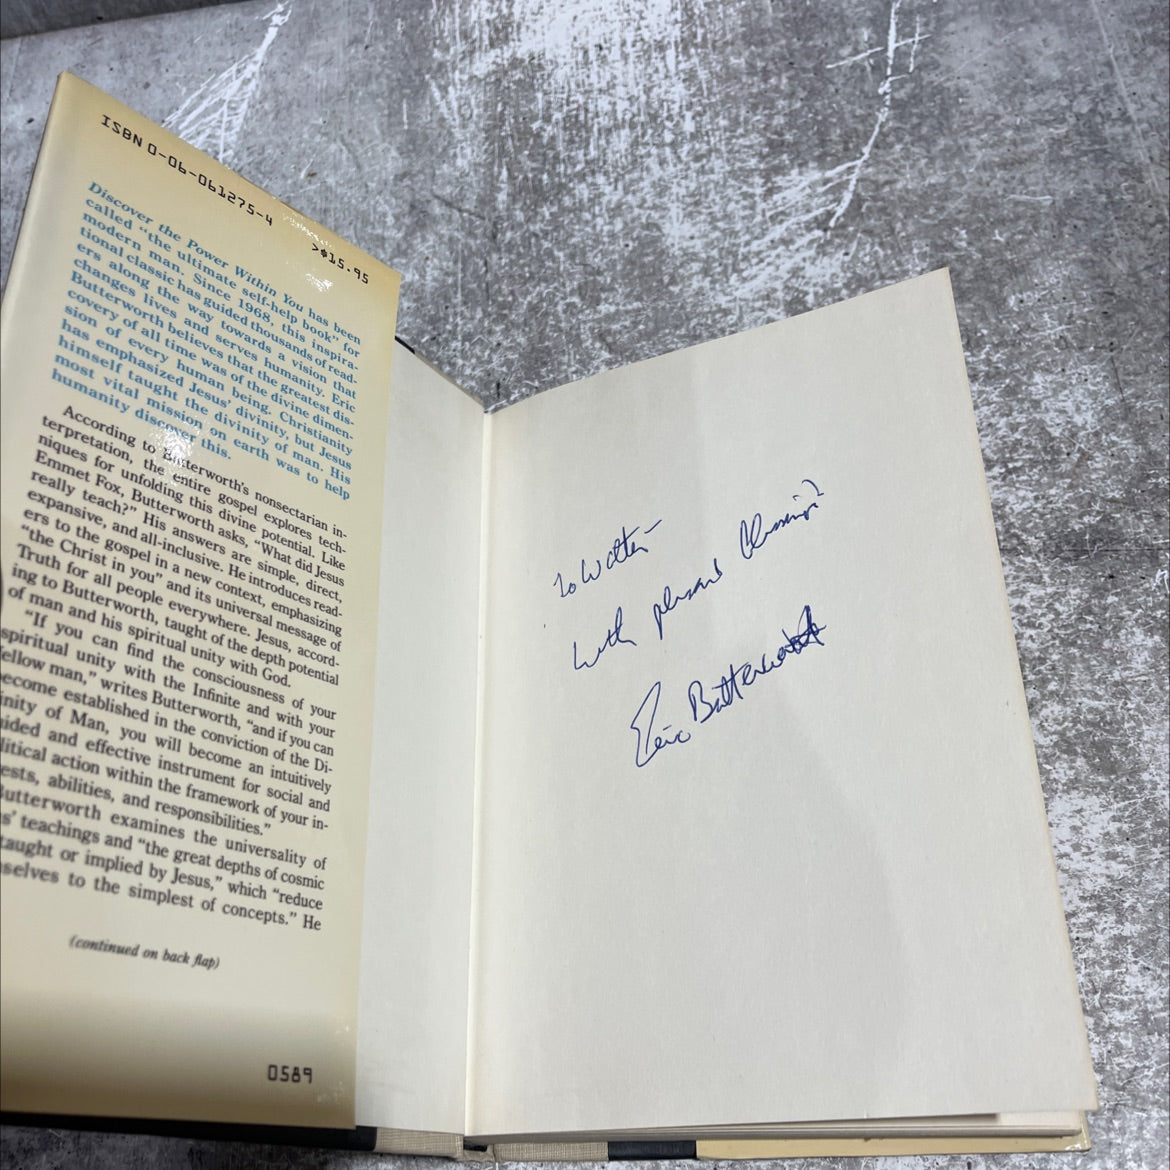 ISBN 0-06-061275-4
>$15.95
Discover the Power Within You has been
called "the ultimate self-help book" for
modern man. Since 1968, this inspira-
tional classic has guided thousands of read-
ers along the way towards a vision that
changes lives and serves humanity. Eric
Butterworth believes that the greatest dis-
covery of all time was of the divine dimen-
sion of every human being. Christianity
has emphasized Jesus' divinity, but Jesus
himself taught the divinity of man. His
most vital mission on earth was to help
humanity discover this.
According to Butterworth's nonsectarian in-
terpretation, the entire gospel explores tech-
niques for unfolding this divine potential. Like
Emmet Fox, Butterworth asks, "What did Jesus
really teach?" His answers are simple, direct,
expansive, and all-inclusive. He introduces read-
ers to the gospel in a new context, emphasizing
"the Christ in you" and its universal message of
Truth for all people everywhere. Jesus, accord-
ing to Butterworth, taught of the depth potential
of man and his spiritual unity with God.
"If you can find the consciousness of your
spiritual unity with the Infinite and with your
fellow man," writes Butterworth, "and if you can
become established in the conviction of the Di-
inity of Man, you will become an intuitively
uided and effective instrument for social and
litical action within the framework of your in-
ests, abilities, and responsibilities."
Butterworth examines the universality of
s' teachings and "the great depths of cosmic
taught or implied by Jesus," which "reduce
selves to the simplest of concepts." He
(continued on back flap)
0589
To Walter-
with
Eric Butterworth